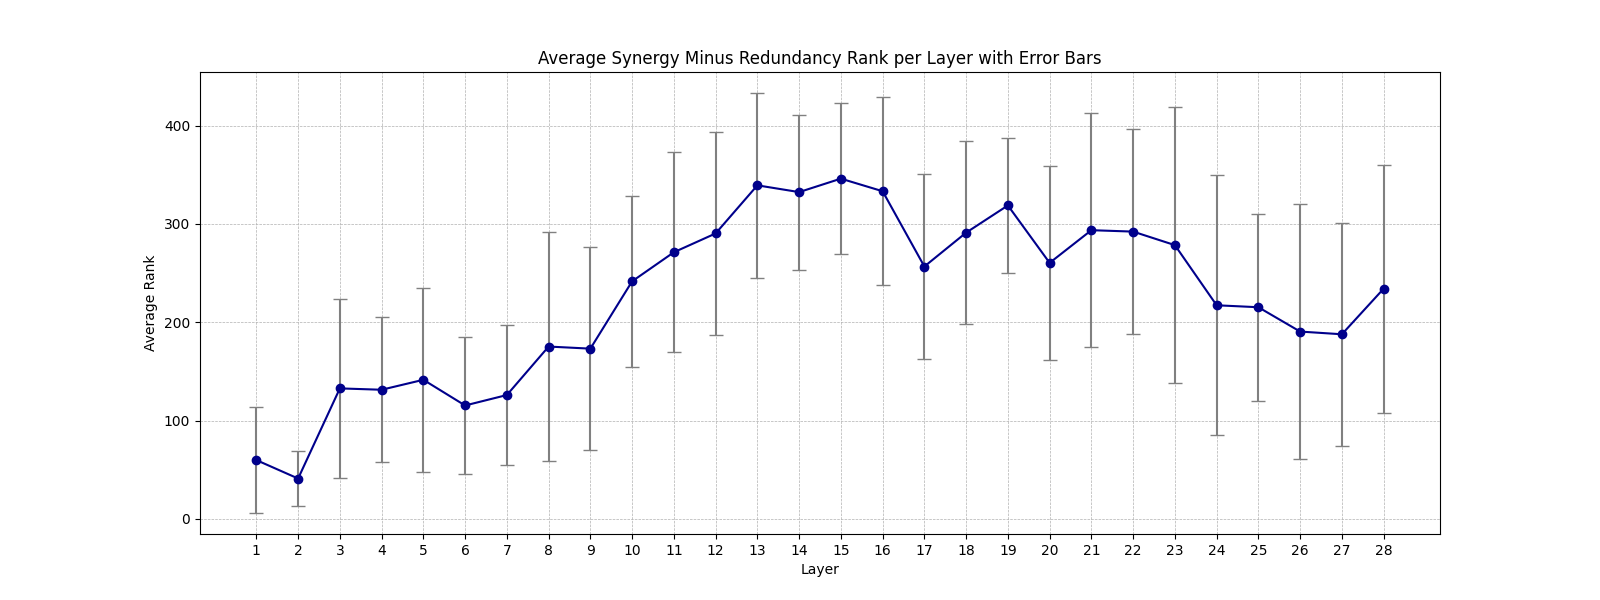 Average Synergy Minus Redundancy Rank per Layer with Error Bars
Average Rank
400
300
200
100
0
1 2 3 4 5 6 7 8 9 10 11 12 13 14 15 16 17 18 19 20 21 22 23 24 25 26 27 28
Layer